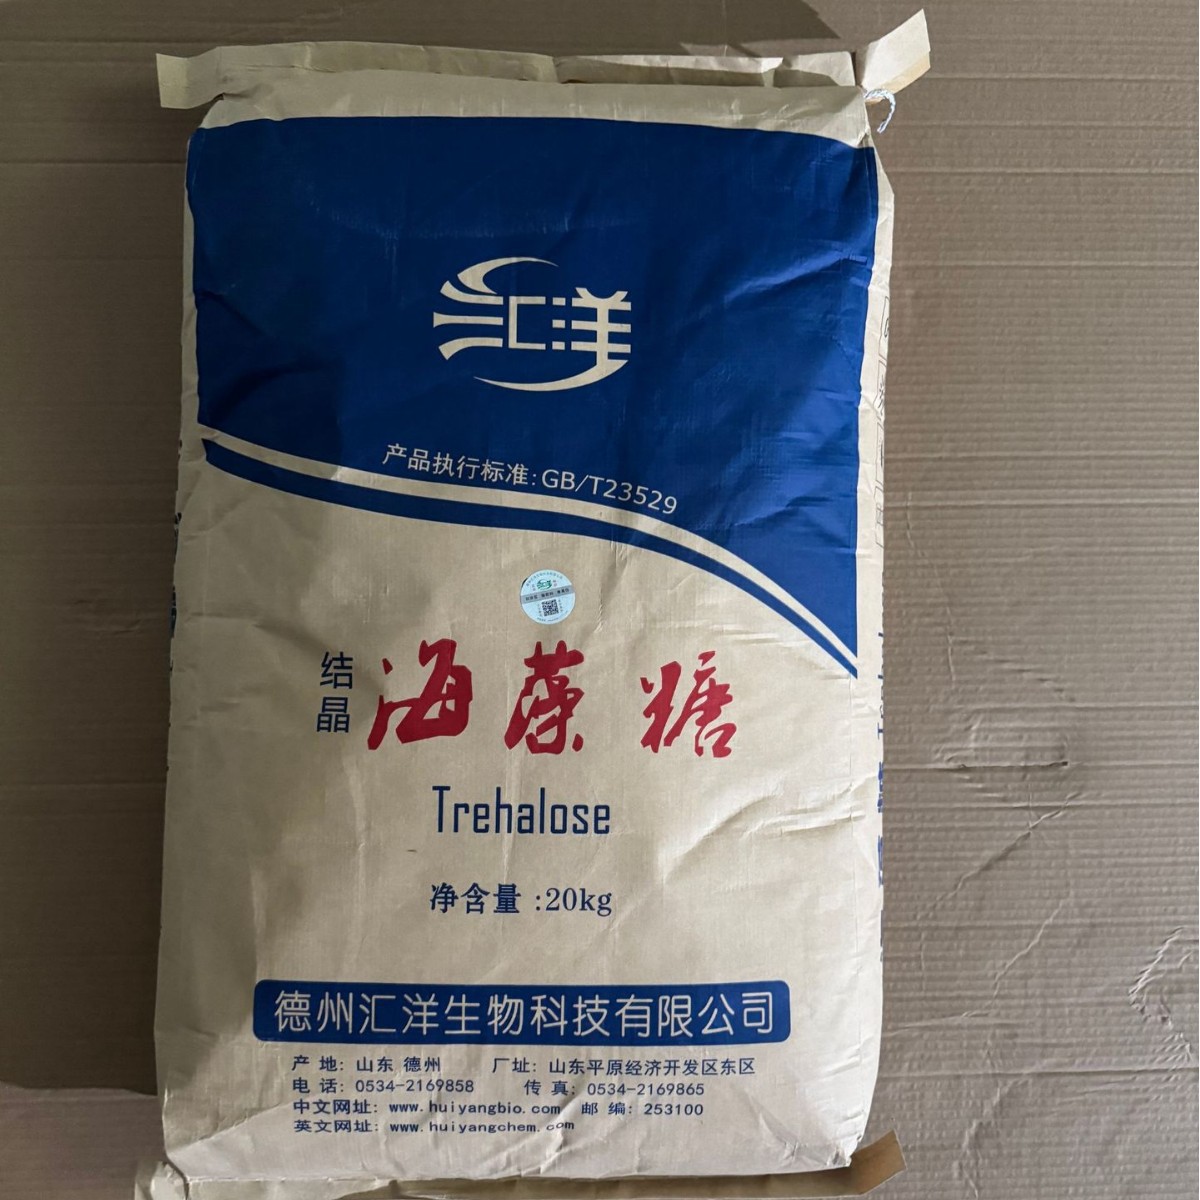 汇洋
产品执行标准:GB/T23529
结晶
海藻糖
Trehalose
净含量:20kg
德州汇洋生物科技有限公司
产 地: 山东 德州 厂址: 山东平原经济开发区东区
电 话: 0534-2169858 传 真: 0534-2169865
中文网址: www.huiyangbio.com 邮 编: 253100
英文网址: www.huiyangchem.com